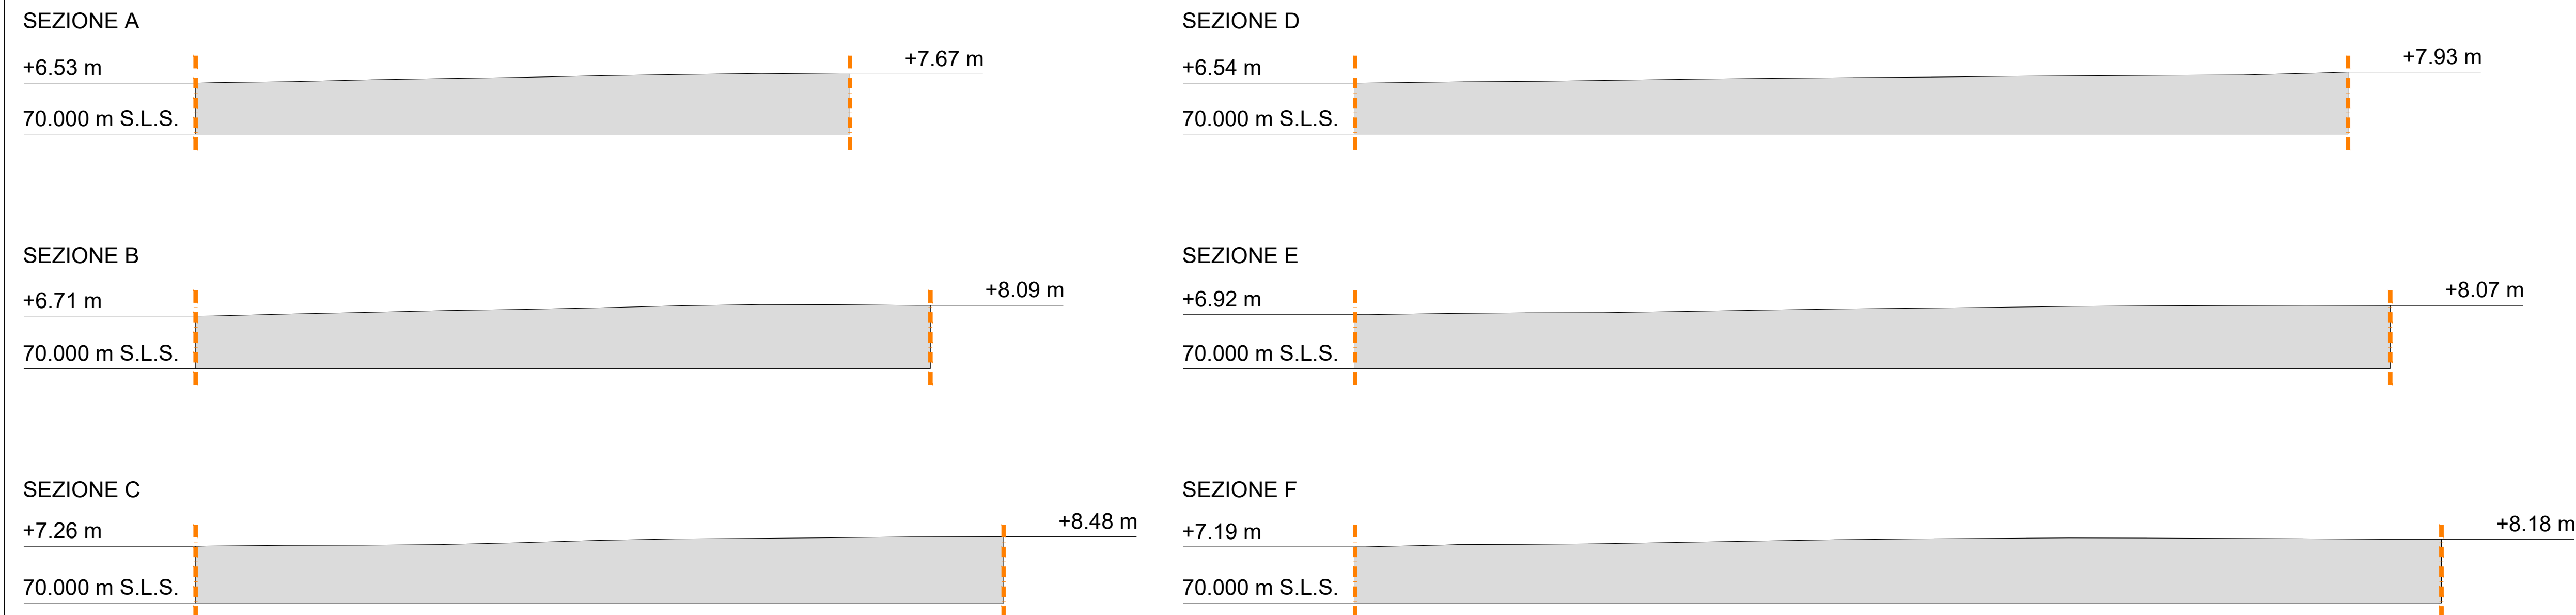 SEZIONE A
+6.53 m
+7.67 m
70.000 m S.L.S.
SEZIONE B
+6.71 m
+8.09 m
70.000 m S.L.S.
SEZIONE C
+7.26 m
+8.48 m
70.000 m S.L.S.
SEZIONE D
+6.54 m
+7.93 m
70.000 m S.L.S.
SEZIONE E
+6.92 m
+8.07 m
70.000 m S.L.S.
SEZIONE F
+7.19 m
+8.18 m
70.000 m S.L.S.